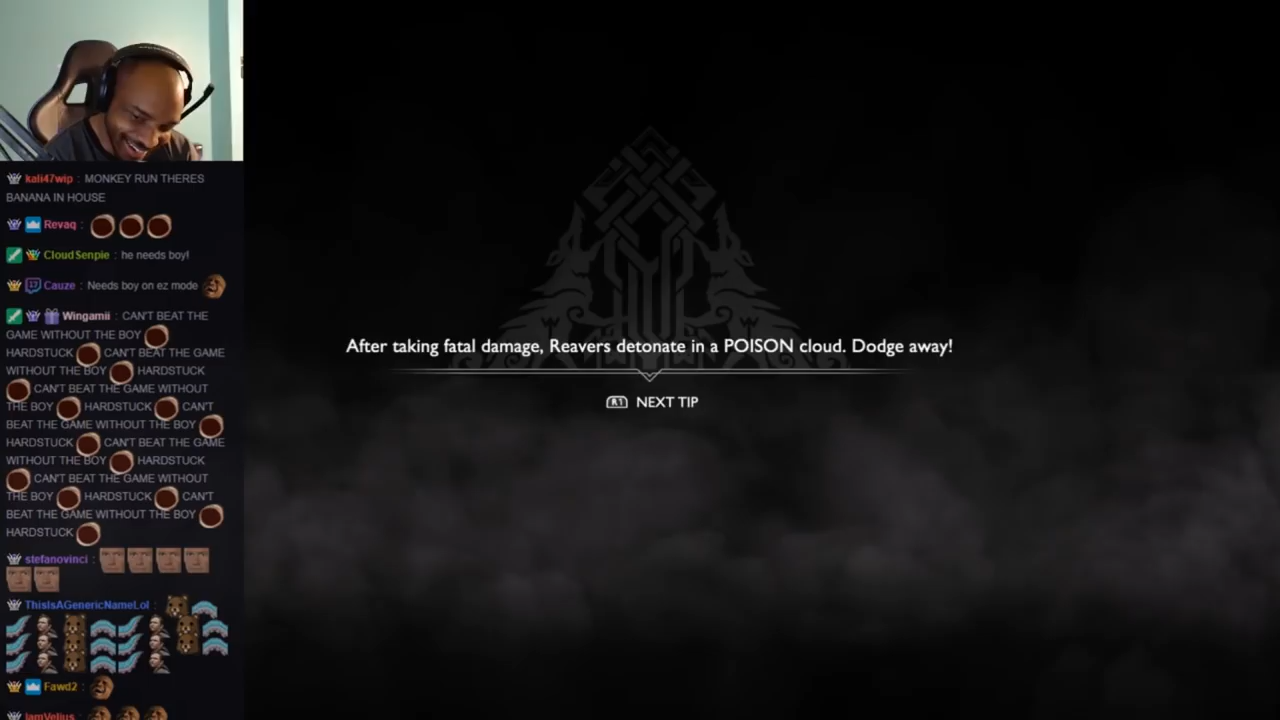 kali47wip : MONKEY RUN THERES
BANANA IN HOUSE
Revaq :
CloudSenpie : he needs boy!
17 Cauze : Needs boy on ez mode
Wingamii : CAN'T BEAT THE
GAME WITHOUT THE BOY
HARDSTUCK CAN'T BEAT THE GAME
WITHOUT THE BOY HARDSTUCK
CAN'T BEAT THE GAME WITHOUT
THE BOY HARDSTUCK CAN'T
BEAT THE GAME WITHOUT THE BOY
HARDSTUCK CAN'T BEAT THE GAME
WITHOUT THE BOY HARDSTUCK
CAN'T BEAT THE GAME WITHOUT
THE BOY HARDSTUCK CAN'T
BEAT THE GAME WITHOUT THE BOY
HARDSTUCK
stefanovinci :
ThisIsAGenericNameLol :
Fawd2 :
IamVelius :
After taking fatal damage, Reavers detonate in a POISON cloud. Dodge away!
R1 NEXT TIP